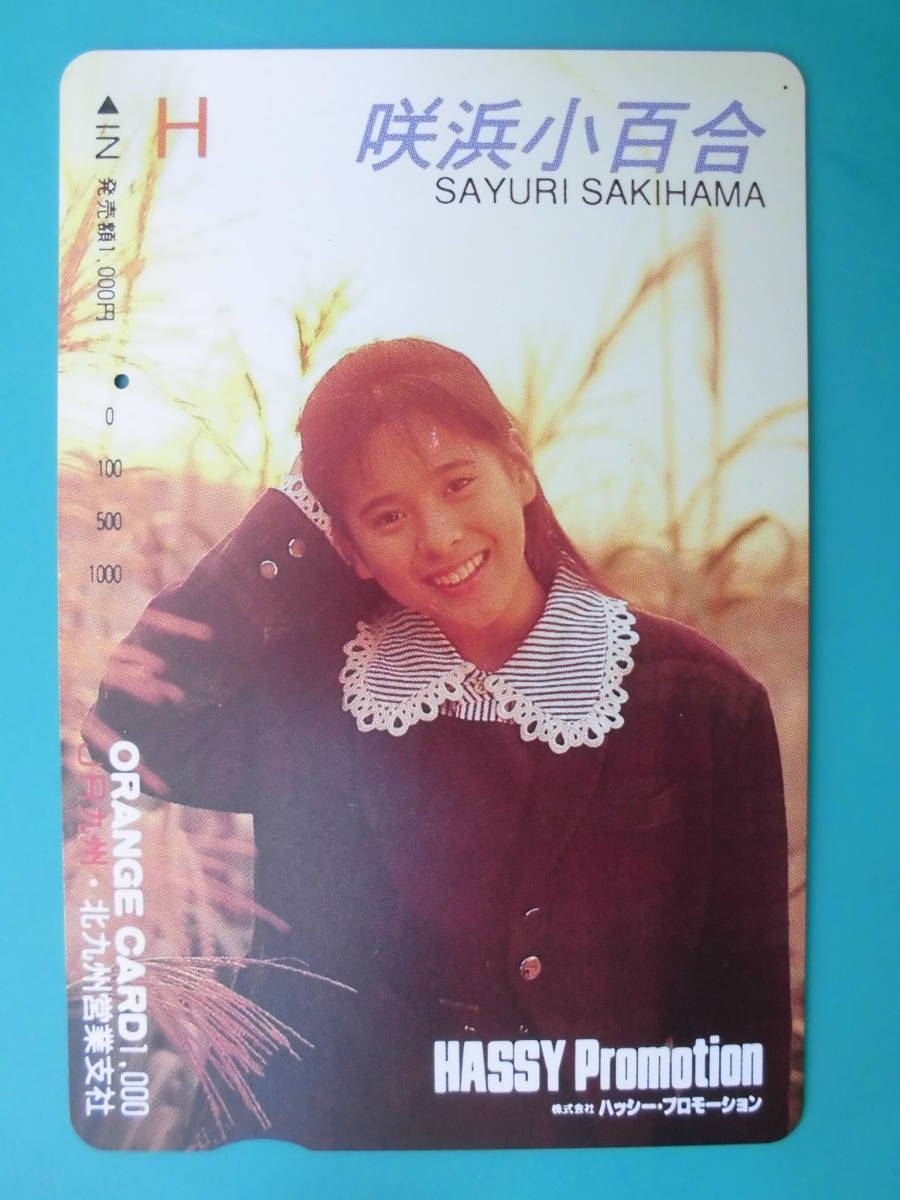 咲浜小百合
SAYURI SAKIHAMA
H
◀IN
発売額1,000円
0
100
500
1000
ORANGE CARD1,000
JR九州・北九州営業支社
HASSY Promotion
株式会社 ハッシー・プロモーション